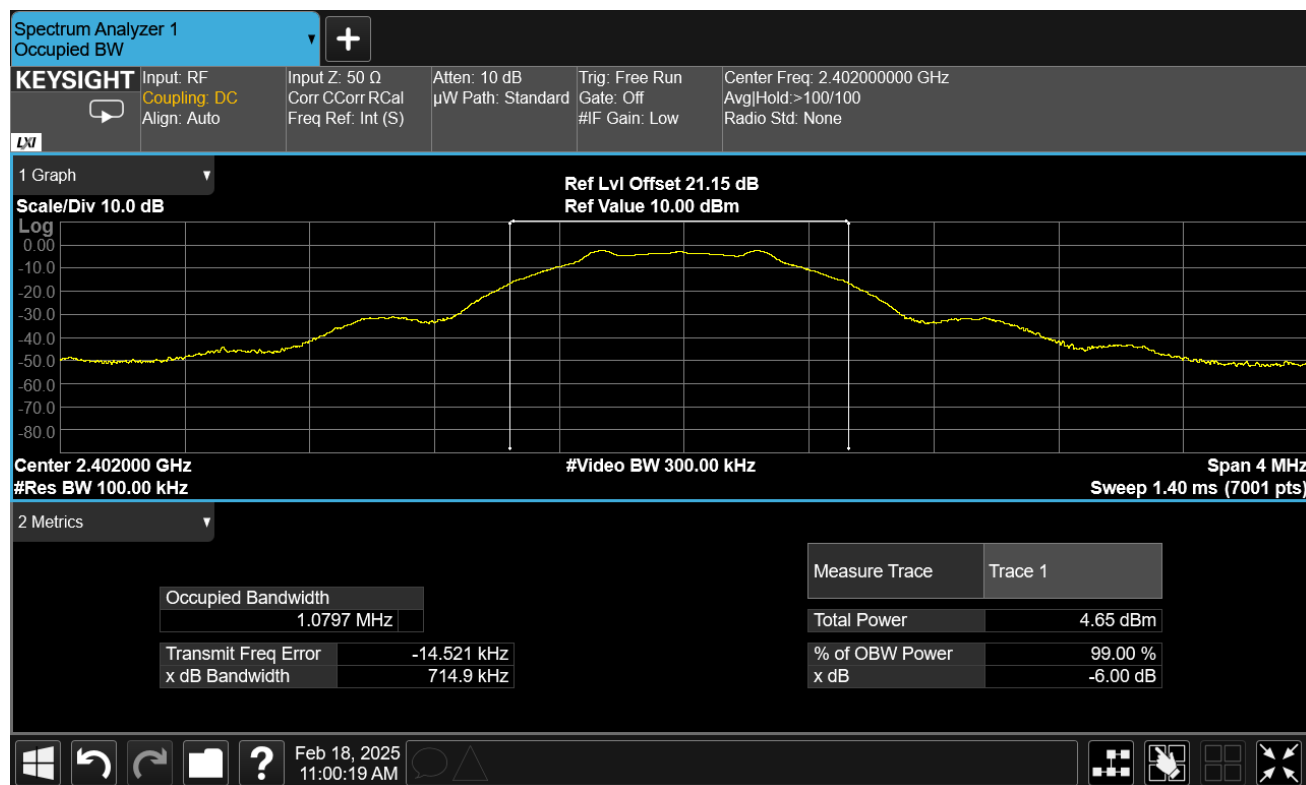 Spectrum Analyzer 1
Occupied BW
KEYSIGHT
LXI
Input: RF
Coupling: DC
Align: Auto
Input Z: 50 Ω
Corr CCorr RCal
Freq Ref: Int (S)
Atten: 10 dB
µW Path: Standard
Trig: Free Run
Gate: Off
#IF Gain: Low
Center Freq: 2.402000000 GHz
Avg|Hold:>100/100
Radio Std: None
1 Graph
Scale/Div 10.0 dB
Ref Lvl Offset 21.15 dB
Ref Value 10.00 dBm
Log
0.00
-10.0
-20.0
-30.0
-40.0
-50.0
-60.0
-70.0
-80.0
Center 2.402000 GHz
#Video BW 300.00 kHz
Span 4 MHz
#Res BW 100.00 kHz
Sweep 1.40 ms (7001 pts)
2 Metrics
Measure Trace Trace 1
Occupied Bandwidth
1.0797 MHz
Total Power 4.65 dBm
Transmit Freq Error -14.521 kHz
% of OBW Power 99.00 %
x dB Bandwidth 714.9 kHz
x dB -6.00 dB
?
Feb 18, 2025
11:00:19 AM